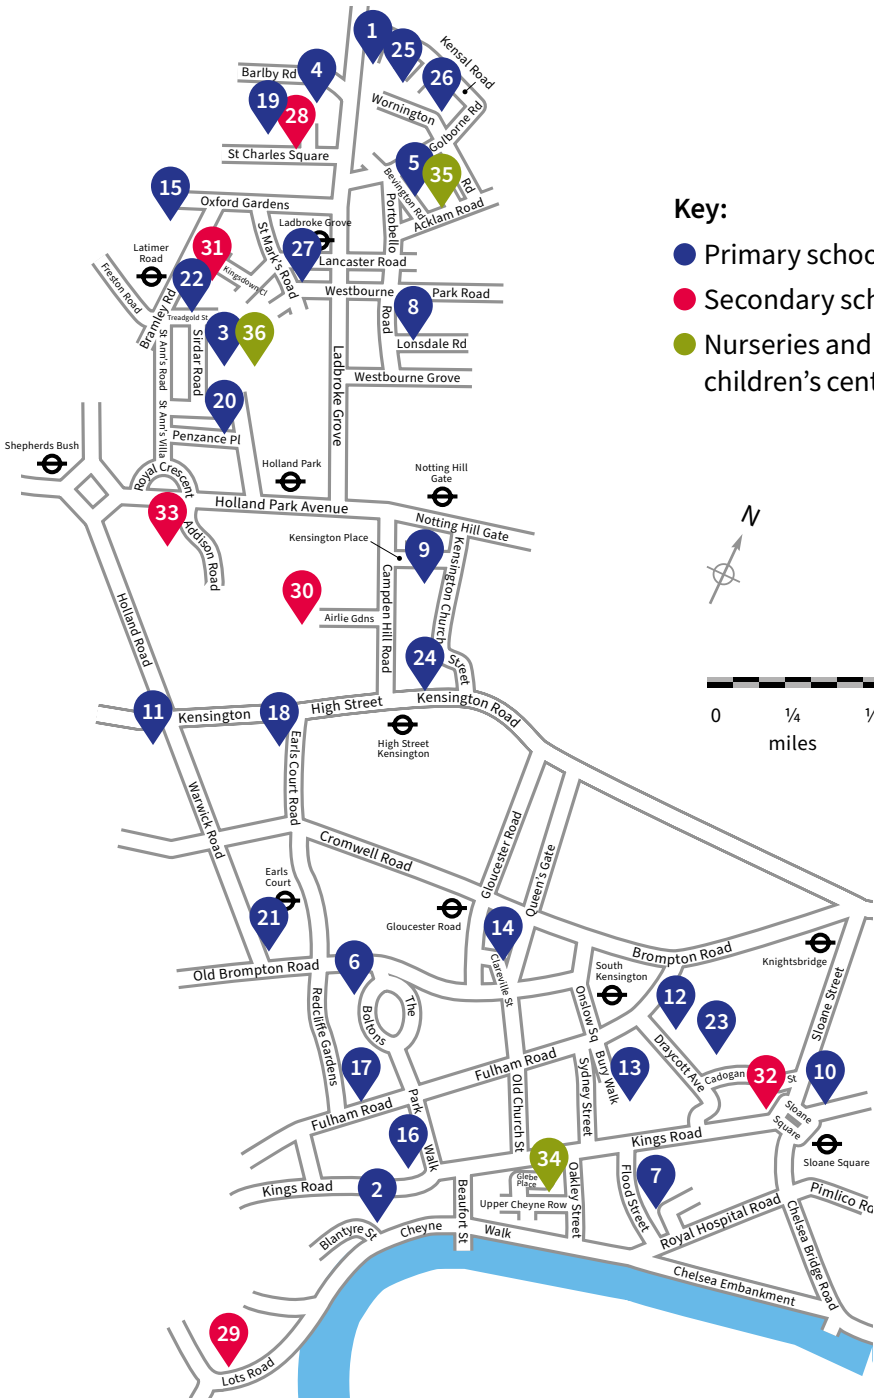 1
25
Kensal Road
26
4
Barlby Rd
19
28
Wornington
Golborne Rd
St Charles Square
5
35
Rd
Bevington Rd
15
Oxford Gardens
Portobello
Acklam Road
Key:
Primary schoo
Secondary sch
Nurseries and
children's cent
Ladbroke Grove
St Mark's Road
31
27
Latimer
Road
Lancaster Road
22
Kingsdown Cl
Freston Road
Westbourne
Park Road
Bramley Rd
Treadgold St
8
Road
3
36
Lonsdale Rd
St Ann's Road
Sirdar Road
Ladbroke Grove
Westbourne Grove
20
St Ann's Villa
Penzance Pl
Shepherds Bush
Royal Crescent
Holland Park
Notting Hill
Gate
Holland Park Avenue
33
Addison Road
Notting Hill Gate
Kensington Place
9
N
Kensington Church
Street
Campden Hill Road
30
Airlie Gdns
Holland Road
24
11
Kensington
18
High Street
Kensington Road
0
¼
miles
High Street
Kensington
Earls Court Road
Warwick Road
Cromwell Road
Gloucester Road
Queen's Gate
Earls
Court
21
Gloucester Road
14
Clareville St
Brompton Road
Knightsbridge
Old Brompton Road
6
South
Kensington
12
Sloane Street
Redcliffe Gardens
The
Boltons
Onslow Sq
23
Draycott Ave
17
Fulham Road
Bury Walk
13
Cadogan
St
32
10
Old Church St
Sydney Street
Sloane
Square
Fulham Road
Park
Walk
16
Kings Road
Sloane Square
34
Glebe
Place
Oakley Street
Flood Street
7
Kings Road
2
Beaufort St
Upper Cheyne Row
Royal Hospital Road
Pimlico Rd
Blantyre St
Cheyne
Walk
Chelsea Bridge Road
Chelsea Embankment
29
Lots Road